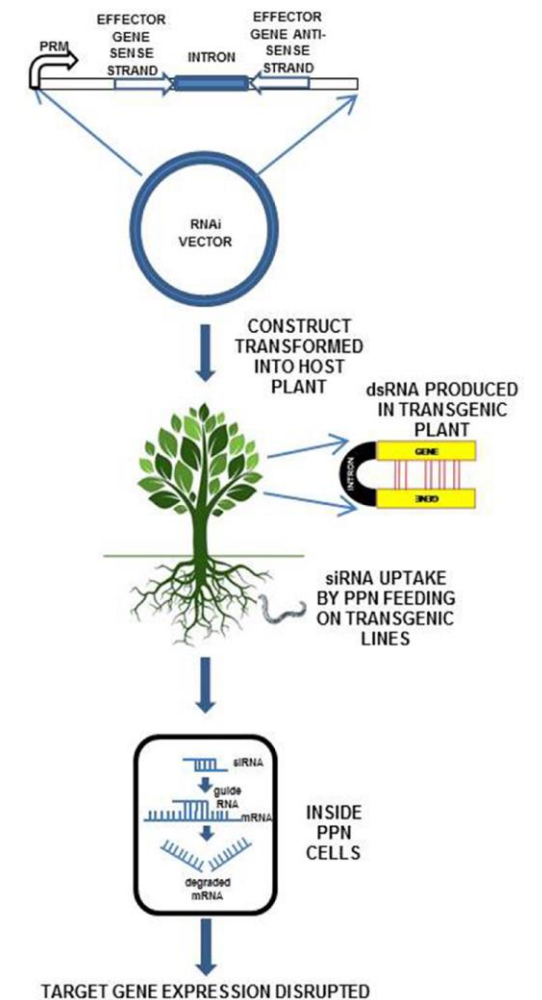 PRM
EFFECTOR
GENE
SENSE
STRAND
INTRON
EFFECTOR
GENE ANTI-
SENSE
STRAND
RNAi
VECTOR
CONSTRUCT
TRANSFORMED
INTO HOST
PLANT
dsRNA PRODUCED
IN TRANSGENIC
PLANT
GENE
INTRON
GENE
siRNA UPTAKE
BY PPN FEEDING
ON TRANSGENIC
LINES
siRNA
guide
RNA
mRNA
degraded
mRNA
INSIDE
PPN
CELLS
TARGET GENE EXPRESSION DISRUPTED